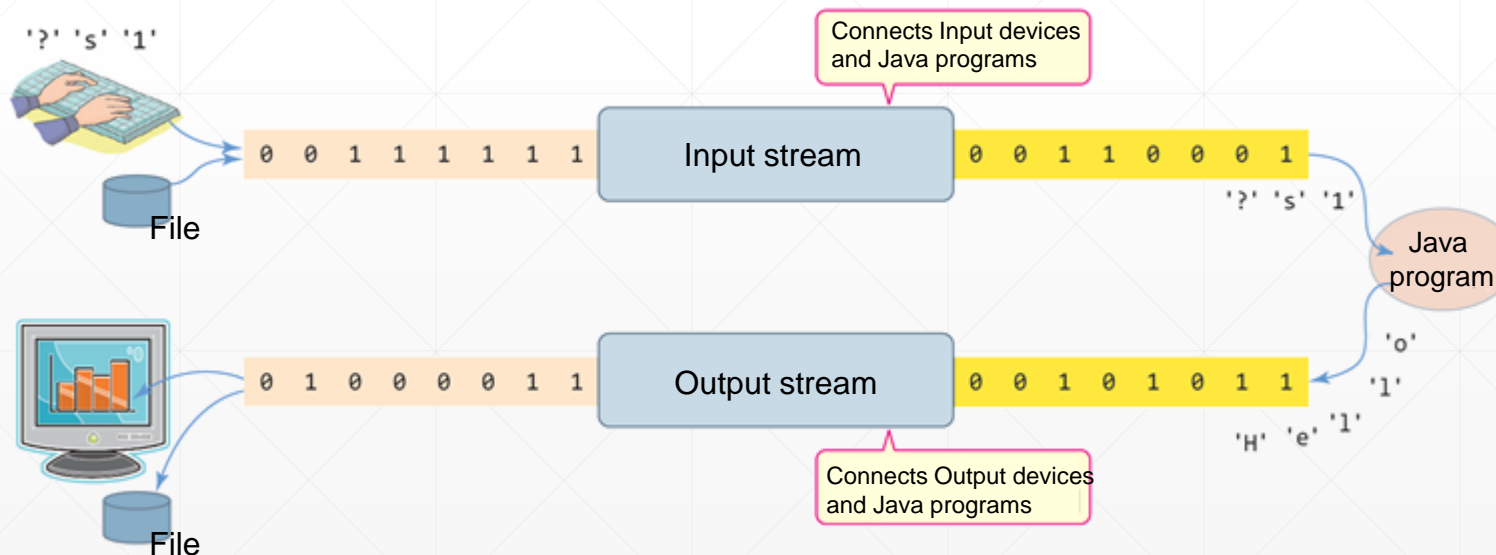 '?' 's' '1'
Connects Input devices
and Java programs
0 0 1 1 1 1 1 1
Input stream
0 0 1 1 0 0 0 1
'?' 's' '1'
File
Java
program
0 1 0 0 0 0 1 1
Output stream
0 0 1 0 1 0 1 1
'o'
'l'
'l'
'e'
'H'
Connects Output devices
and Java programs
File